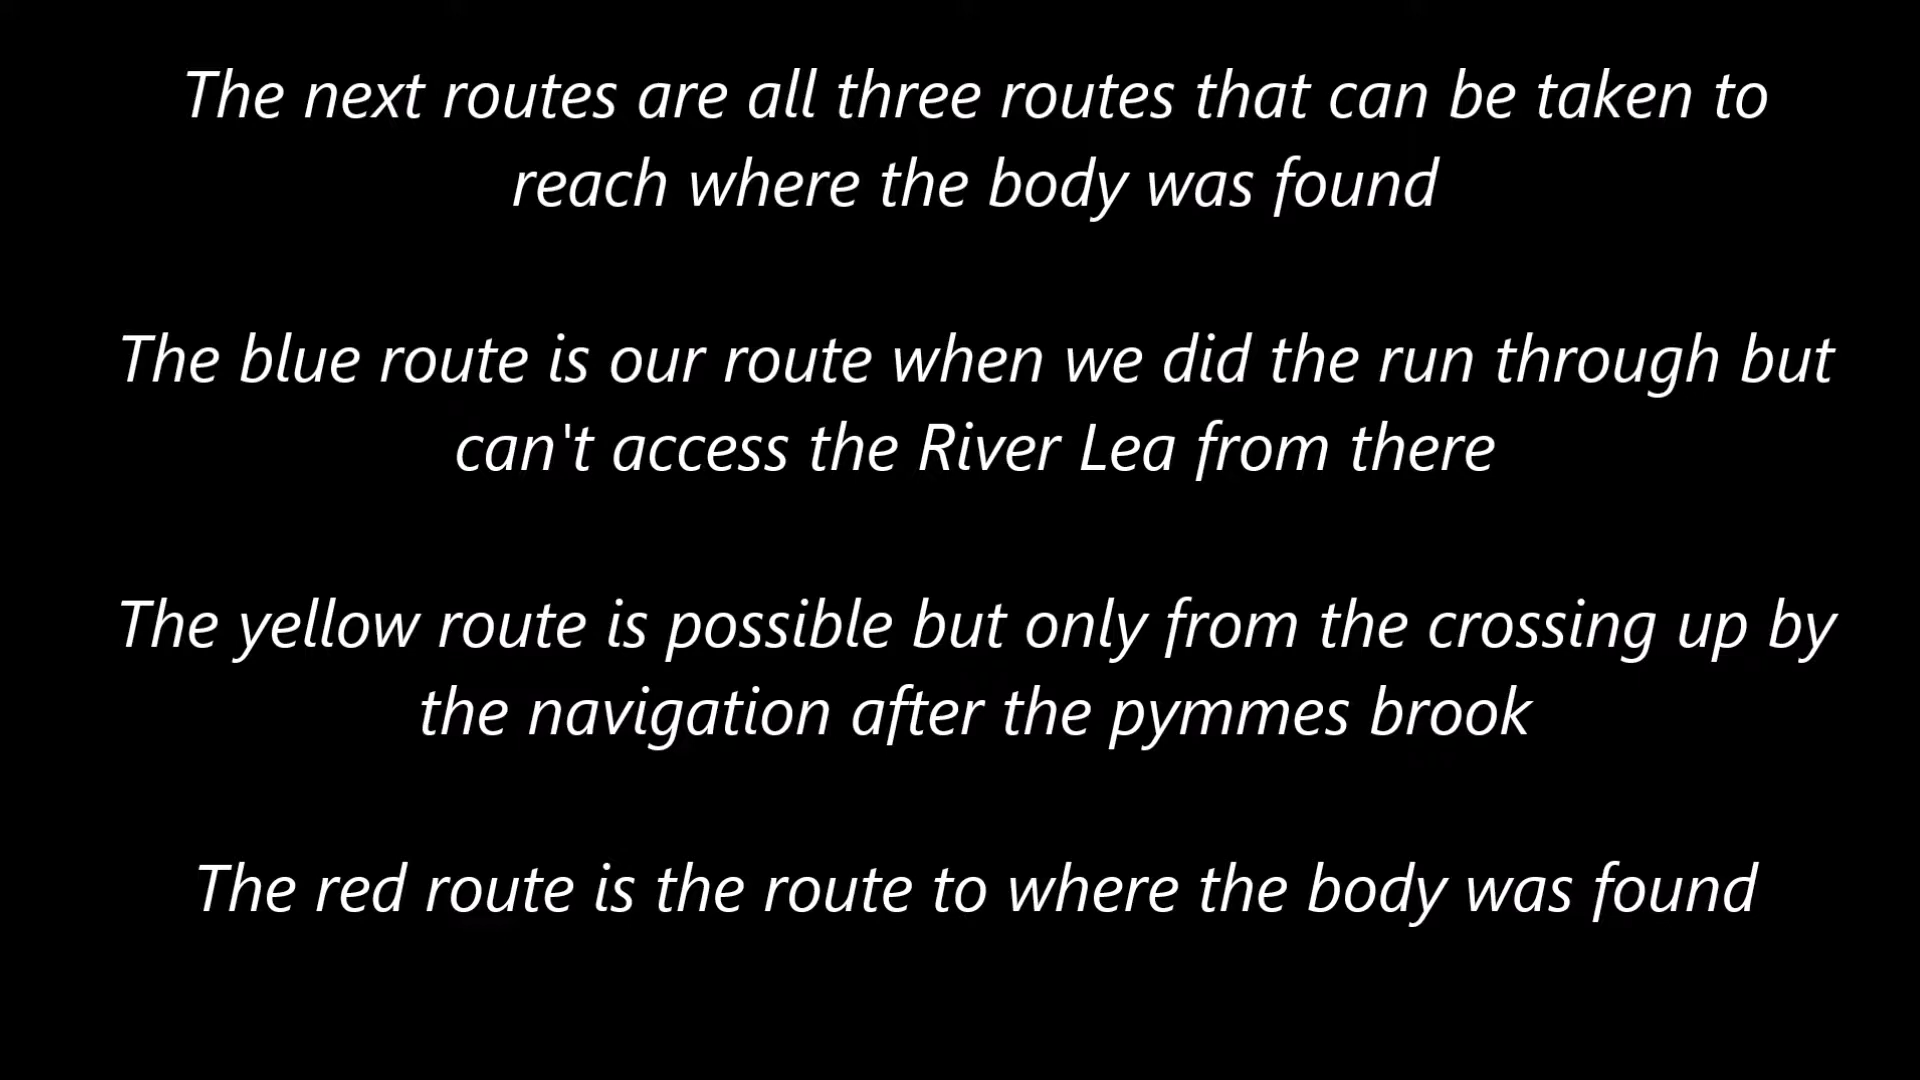 The next routes are all three routes that can be taken to
reach where the body was found
The blue route is our route when we did the run through but
can't access the River Lea from there
The yellow route is possible but only from the crossing up by
the navigation after the pymmes brook
The red route is the route to where the body was found